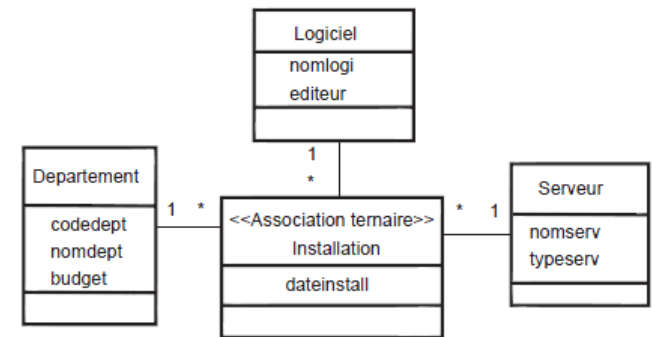 Logiciel
nomlogi
editeur
1
*
Departement
codedept
nomdept
budget
1 *
<<Association ternaire>>
Installation
dateinstall
* 1
Serveur
nomserv
typeserv